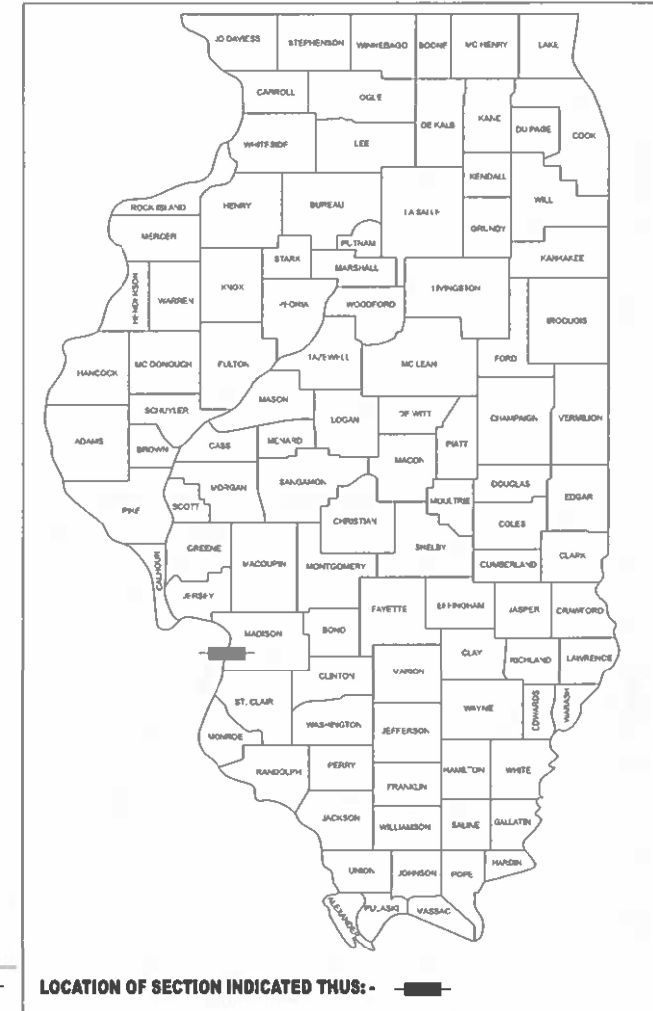 JO DAVIESS STEPHENSON WINNEBAGO BOONE MC HENRY LAKE
CARROLL OGLE
DE KALB KANE DU PAGE COOK
WHITESIDE LEE
KENDALL WILL
ROCK ISLAND HENRY BUREAU LA SALLE
MERCER PUTNAM GRUNDY
STARK MARSHALL KANKAKEE
HENDERSON WARREN KNOX PEORIA WOODFORD LIVINGSTON IROQUOIS
TAZEWELL MC LEAN FORD
HANCOCK MC DONOUGH FULTON
MASON
SCHUYLER LOGAN DE WITT CHAMPAIGN VERMILION
ADAMS BROWN CASS MENARD PIATT
MACON
MORGAN SANGAMON DOUGLAS
PIKE SCOTT MOULTRIE EDGAR
CHRISTIAN COLES
GREENE SHELBY CLARK
CALHOUN MACOUPIN MONTGOMERY CUMBERLAND
JERSEY FAYETTE EFFINGHAM JASPER CRAWFORD
MADISON BOND
CLAY RICHLAND LAWRENCE
CLINTON MARION
ST. CLAIR WAYNE EDWARDS WABASH
WASHINGTON
MONROE JEFFERSON
PERRY HAMILTON WHITE
RANDOLPH
FRANKLIN
JACKSON WILLIAMSON SALINE GALLATIN
HARDIN
UNION JOHNSON POPE
ALEXANDER PULASKI MASSAC
LOCATION OF SECTION INDICATED THUS: -